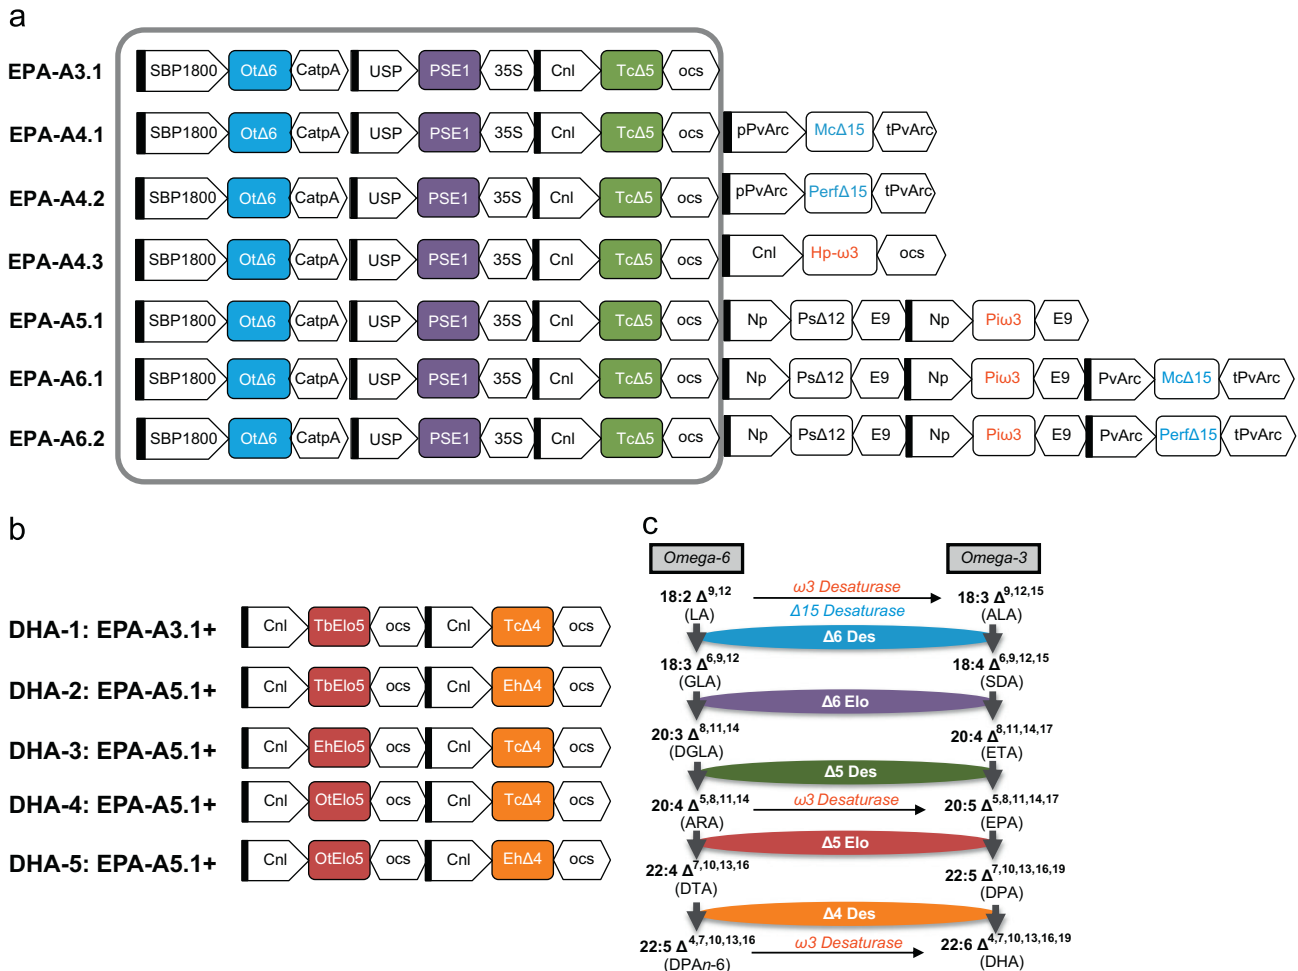 a
EPA-A3.1 SBP1800 OtΔ6 CatpA USP PSE1 35S Cnl TcΔ5 ocs
EPA-A4.1 SBP1800 OtΔ6 CatpA USP PSE1 35S Cnl TcΔ5 ocs pPvArc McΔ15 tPvArc
EPA-A4.2 SBP1800 OtΔ6 CatpA USP PSE1 35S Cnl TcΔ5 ocs pPvArc PerfΔ15 tPvArc
EPA-A4.3 SBP1800 OtΔ6 CatpA USP PSE1 35S Cnl TcΔ5 ocs Cnl Hp-ω3 ocs
EPA-A5.1 SBP1800 OtΔ6 CatpA USP PSE1 35S Cnl TcΔ5 ocs Np PsΔ12 E9 Np Piω3 E9
EPA-A6.1 SBP1800 OtΔ6 CatpA USP PSE1 35S Cnl TcΔ5 ocs Np PsΔ12 E9 Np Piω3 E9 PvArc McΔ15 tPvArc
EPA-A6.2 SBP1800 OtΔ6 CatpA USP PSE1 35S Cnl TcΔ5 ocs Np PsΔ12 E9 Np Piω3 E9 PvArc PerfΔ15 tPvArc
b
DHA-1: EPA-A3.1+ Cnl TbElo5 ocs Cnl TcΔ4 ocs
DHA-2: EPA-A5.1+ Cnl TbElo5 ocs Cnl EhΔ4 ocs
DHA-3: EPA-A5.1+ Cnl EhElo5 ocs Cnl TcΔ4 ocs
DHA-4: EPA-A5.1+ Cnl OtElo5 ocs Cnl TcΔ4 ocs
DHA-5: EPA-A5.1+ Cnl OtElo5 ocs Cnl EhΔ4 ocs
c
Omega-6 Omega-3
18:2 Δ9,12 ω3 Desaturase 18:3 Δ9,12,15
(LA) Δ15 Desaturase (ALA)
Δ6 Des
18:3 Δ6,9,12 18:4 Δ6,9,12,15
(GLA) (SDA)
Δ6 Elo
20:3 Δ8,11,14 20:4 Δ8,11,14,17
(DGLA) (ETA)
Δ5 Des
20:4 Δ5,8,11,14 ω3 Desaturase 20:5 Δ5,8,11,14,17
(ARA) (EPA)
Δ5 Elo
22:4 Δ7,10,13,16 22:5 Δ7,10,13,16,19
(DTA) (DPA)
Δ4 Des
22:5 Δ4,7,10,13,16 ω3 Desaturase 22:6 Δ4,7,10,13,16,19
(DPAn-6) (DHA)